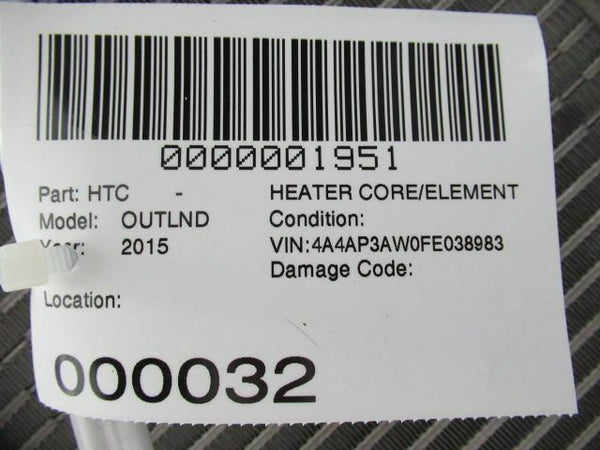 0000001951
Part: HTC - HEATER CORE/ELEMENT
Model: OUTLND Condition:
Year: 2015 VIN:4A4AP3AW0FE038983
Damage Code:
Location:
000032